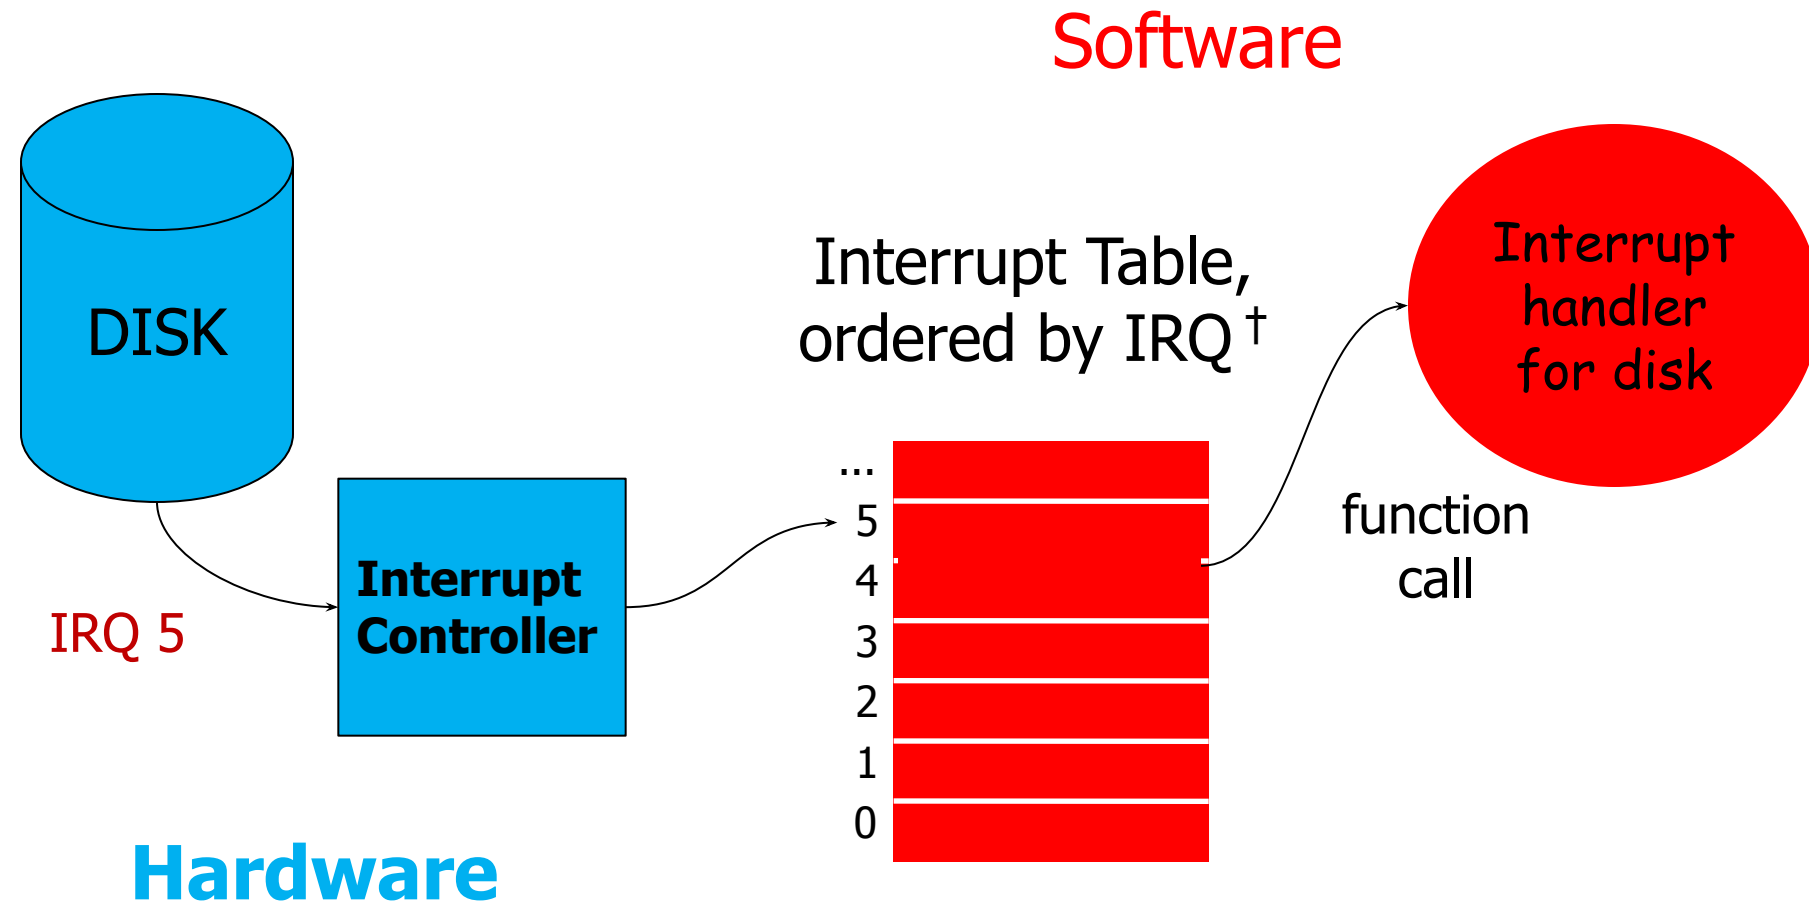 Software
DISK
Interrupt Table,
ordered by IRQ †
Interrupt
handler
for disk
IRQ 5
Interrupt
Controller
...
5
4
3
2
1
0
function
call
Hardware